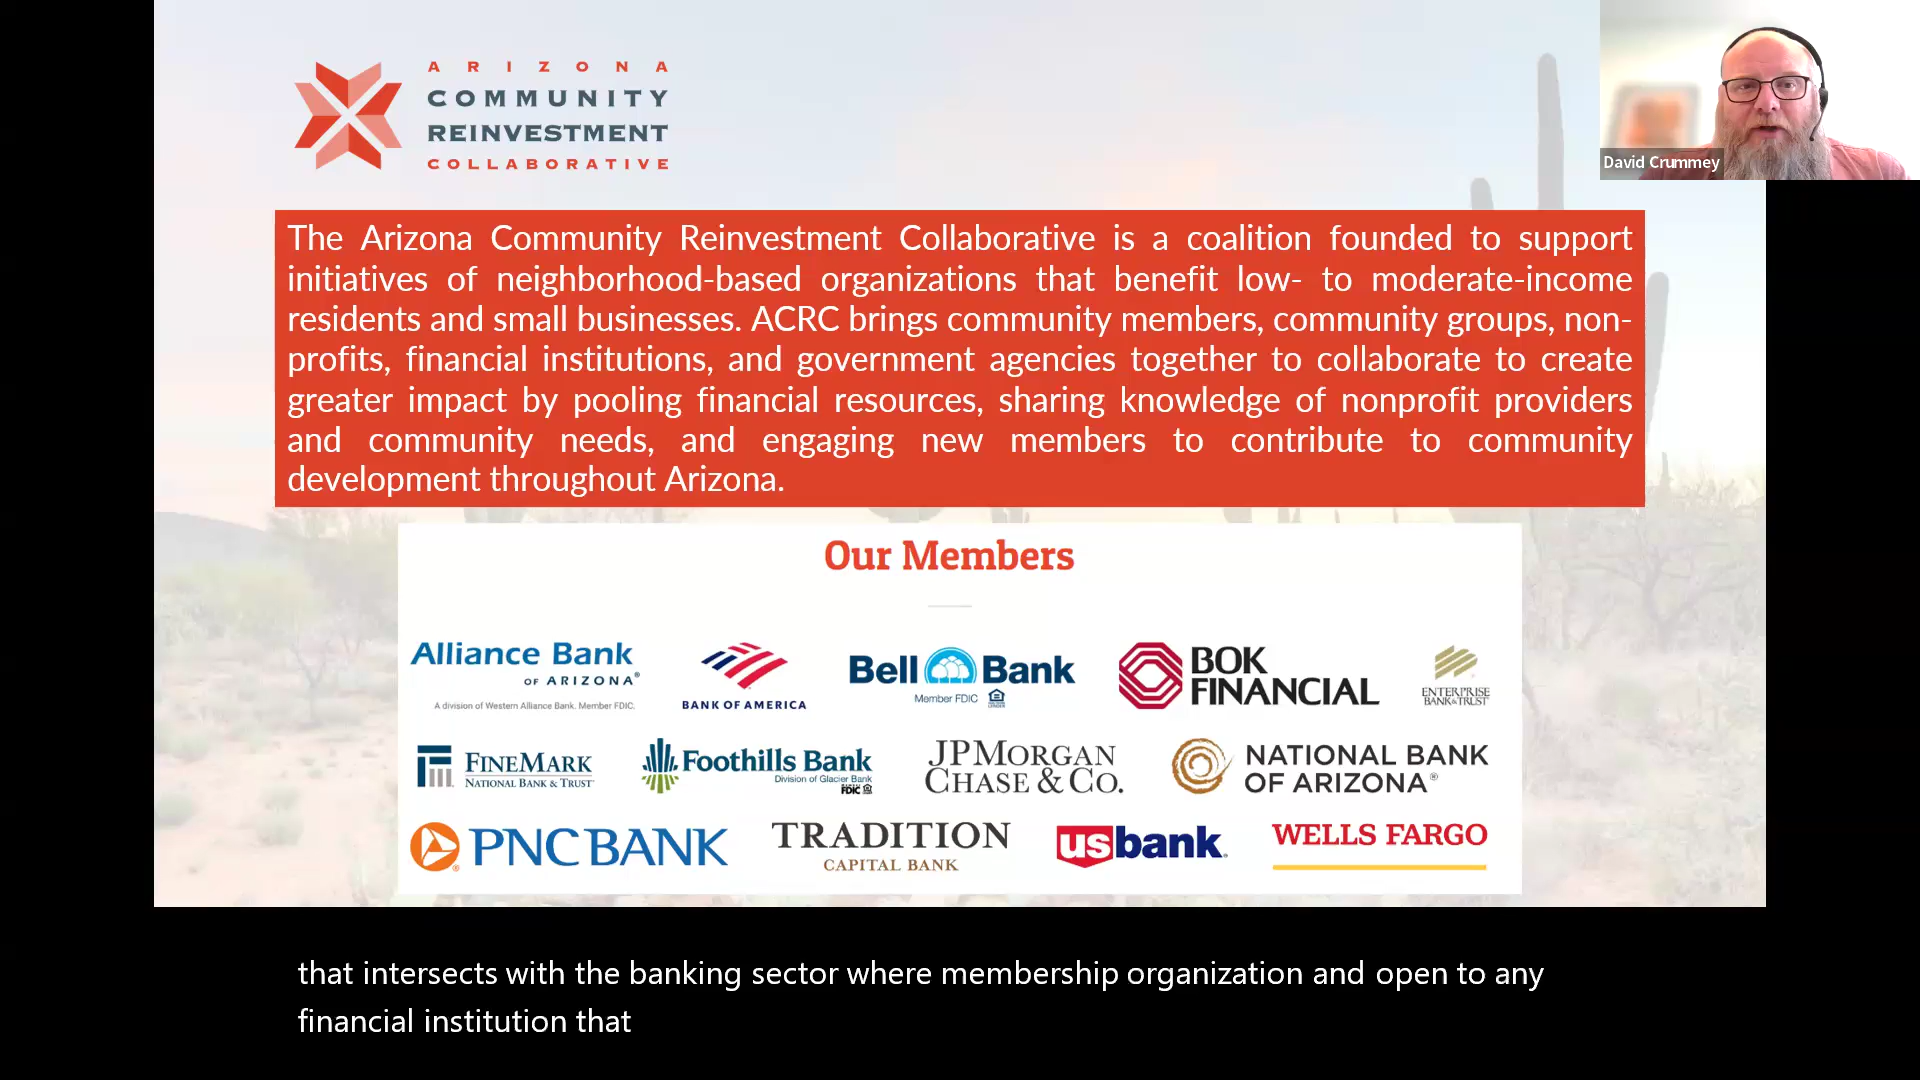 ARIZONA
COMMUNITY
REINVESTMENT
COLLABORATIVE
David Crummey
The Arizona Community Reinvestment Collaborative is a coalition founded to support
initiatives of neighborhood-based organizations that benefit low- to moderate-income
residents and small businesses. ACRC brings community members, community groups, non-
profits, financial institutions, and government agencies together to collaborate to create
greater impact by pooling financial resources, sharing knowledge of nonprofit providers
and community needs, and engaging new members to contribute to community
development throughout Arizona.
Our Members
Alliance Bank
OF ARIZONA®
A division of Western Alliance Bank. Member FDIC.
BANK OF AMERICA
Bell Bank
Member FDIC
BOK
FINANCIAL
ENTERPRISE
BANK & TRUST
FINEMARK
NATIONAL BANK & TRUST
Foothills Bank
Division of Glacier Bank
FDIC
JPMORGAN
CHASE & CO.
NATIONAL BANK
OF ARIZONA®
PNC BANK
TRADITION
CAPITAL BANK
usbank
WELLS FARGO
that intersects with the banking sector where membership organization and open to any
financial institution that